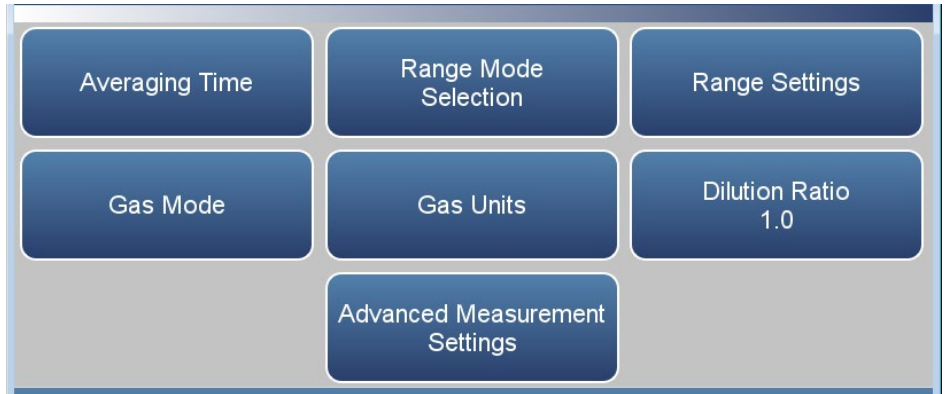 Averaging Time
Range Mode
Selection
Range Settings
Gas Mode
Gas Units
Dilution Ratio
1.0
Advanced Measurement
Settings